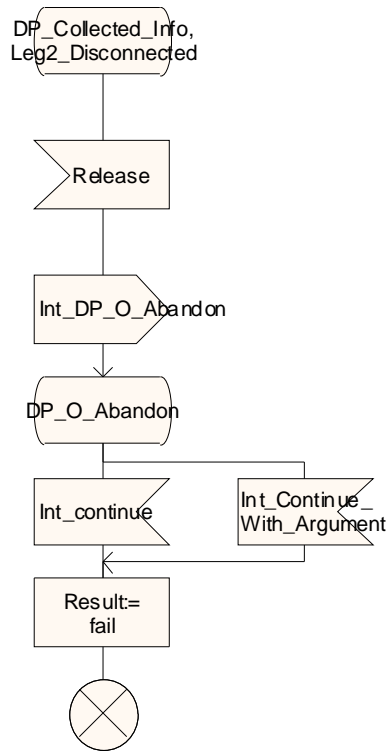 DP_Collected_Info,
Leg2_Disconnected
Release
Int_DP_O_Abandon
DP_O_Abandon
Int_continue
Int_Continue_
With_Argument
Result:=
fail